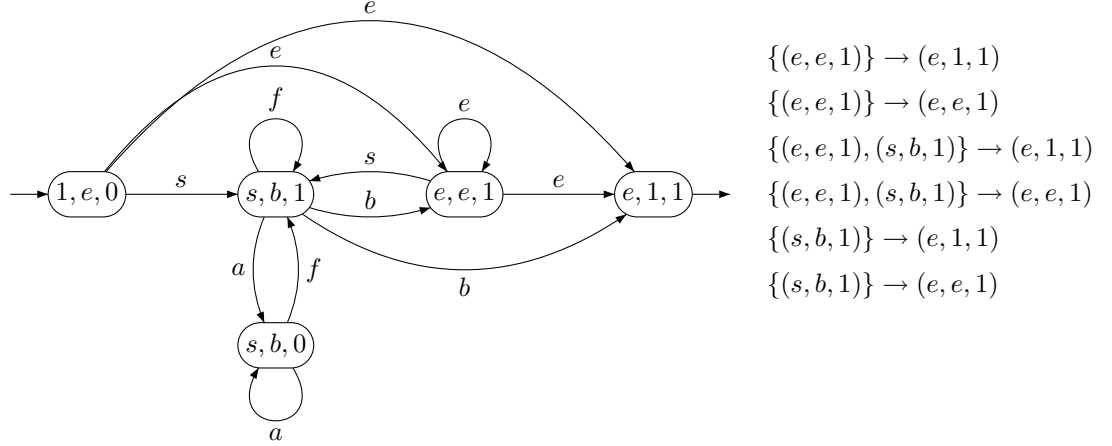 e
e
f
e
s
s
b
e
1, e, 0
s, b, 1
e, e, 1
e, 1, 1
a
f
b
s, b, 0
a
{(e, e, 1)} → (e, 1, 1)
{(e, e, 1)} → (e, e, 1)
{(e, e, 1), (s, b, 1)} → (e, 1, 1)
{(e, e, 1), (s, b, 1)} → (e, e, 1)
{(s, b, 1)} → (e, 1, 1)
{(s, b, 1)} → (e, e, 1)